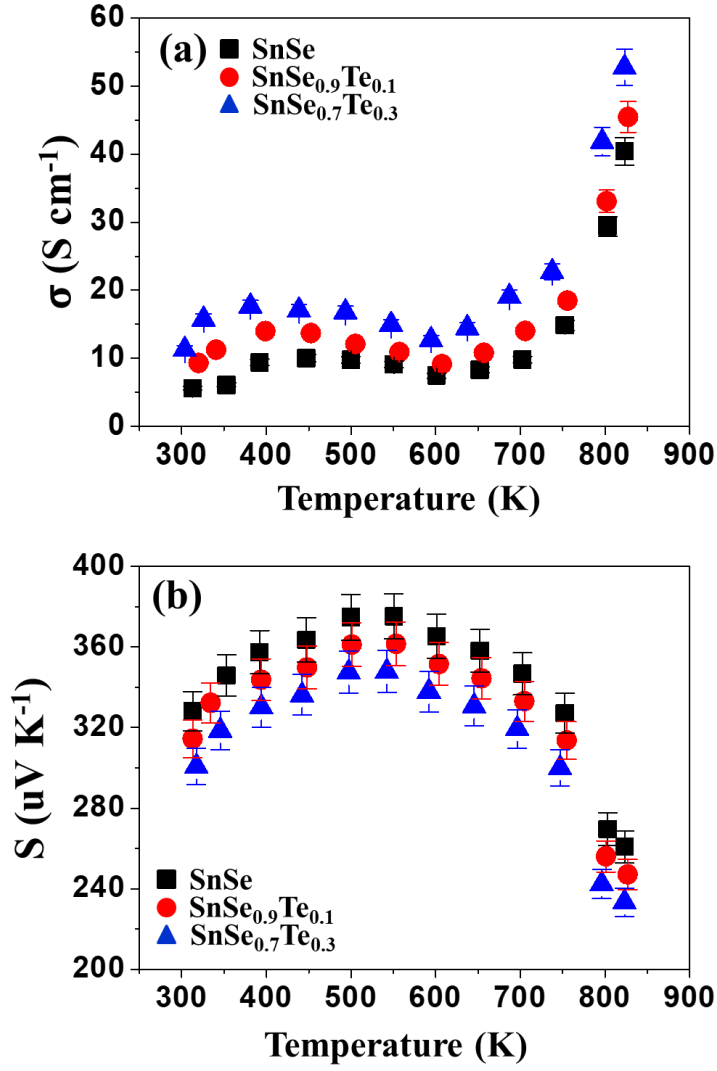 (a)
SnSe
SnSe₀.₉Te₀.₁
SnSe₀.₇Te₀.₃
60
50
40
30
20
10
0
σ (S cm⁻¹)
300 400 500 600 700 800 900
Temperature (K)
(b)
400
360
320
280
240
200
S (uV K⁻¹)
SnSe
SnSe₀.₉Te₀.₁
SnSe₀.₇Te₀.₃
300 400 500 600 700 800 900
Temperature (K)